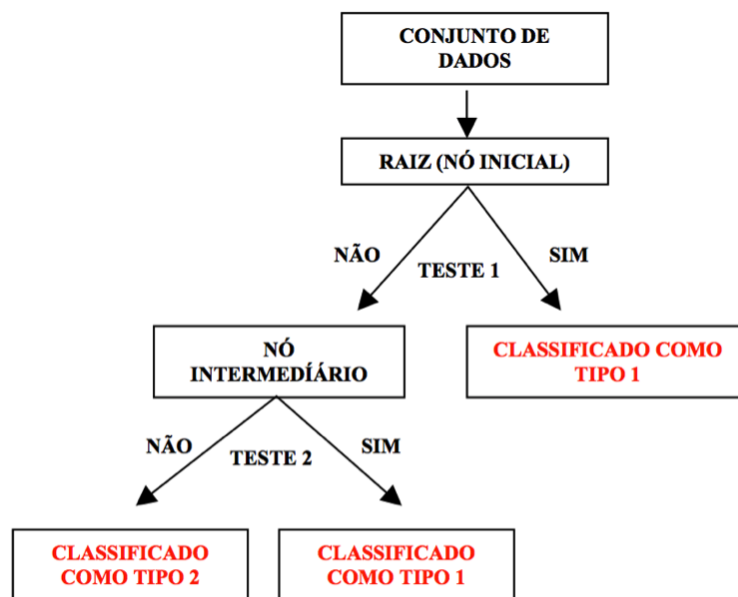 CONJUNTO DE
DADOS
RAIZ (NÓ INICIAL)
NÃO
TESTE 1
SIM
NÓ
INTERMEDÍÁRIO
CLASSIFICADO COMO
TIPO 1
NÃO
TESTE 2
SIM
CLASSIFICADO
COMO TIPO 2
CLASSIFICADO
COMO TIPO 1